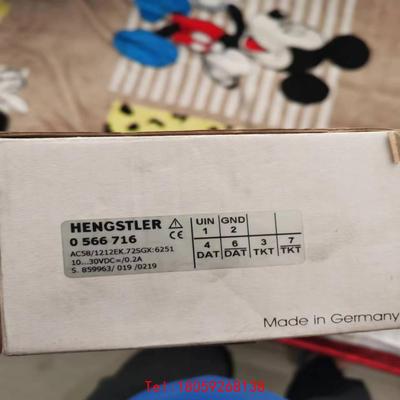 HENGSTLER
0 566 716
AC58/1212EK.72SGX:6251
10...30VDC=/0.2A
S. 859963/ 019 /0219
UIN GND
1 2
4 6 3 7
DAT DAT TKT TKT
Made in Germany
Tel:18059268138